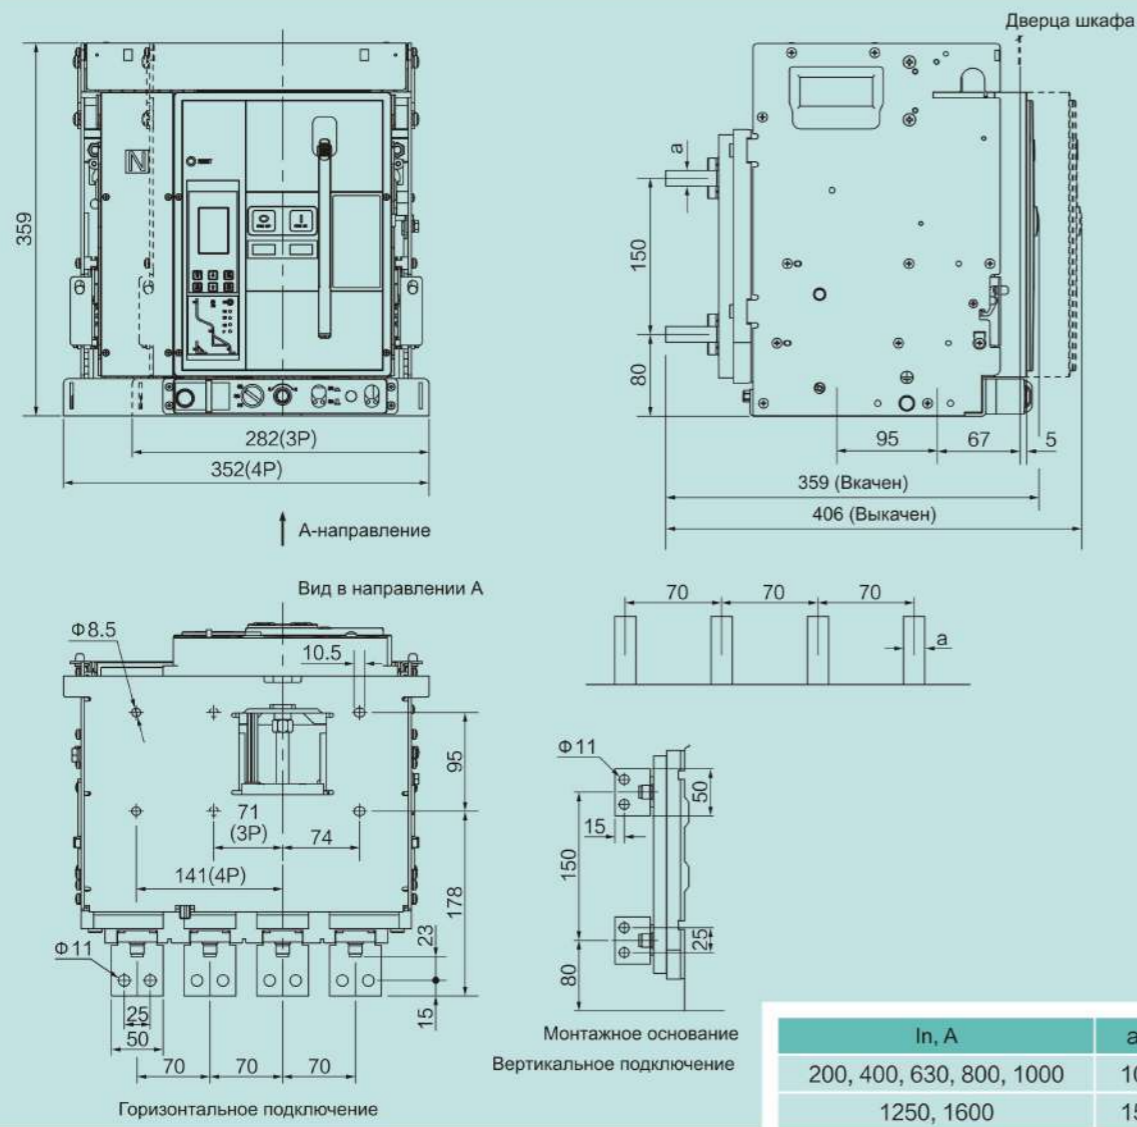 Дверца шкафа
359
282(3P)
352(4P)
А-направление
N
a
150
80
95
67
5
359 (Вкачен)
406 (Выкачен)
Вид в направлении А
Φ8.5
10.5
95
71
(3P)
74
141(4P)
178
Φ11
23
15
25
50
70
70
70
Горизонтальное подключение
70
70
70
a
Φ11
50
15
150
25
80
Монтажное основание
Вертикальное подключение
In, A
a
200, 400, 630, 800, 1000
10
1250, 1600
15